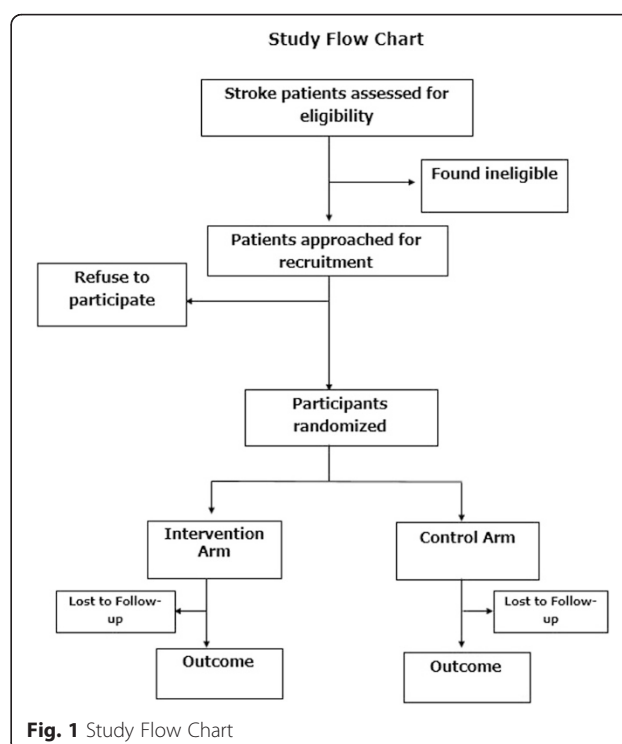 Study Flow Chart
Stroke patients assessed for
eligibility
Found ineligible
Patients approached for
recruitment
Refuse to
participate
Participants
randomized
Intervention
Arm
Control Arm
Lost to Follow-
up
Lost to Follow-
up
Outcome
Outcome
Fig. 1 Study Flow Chart